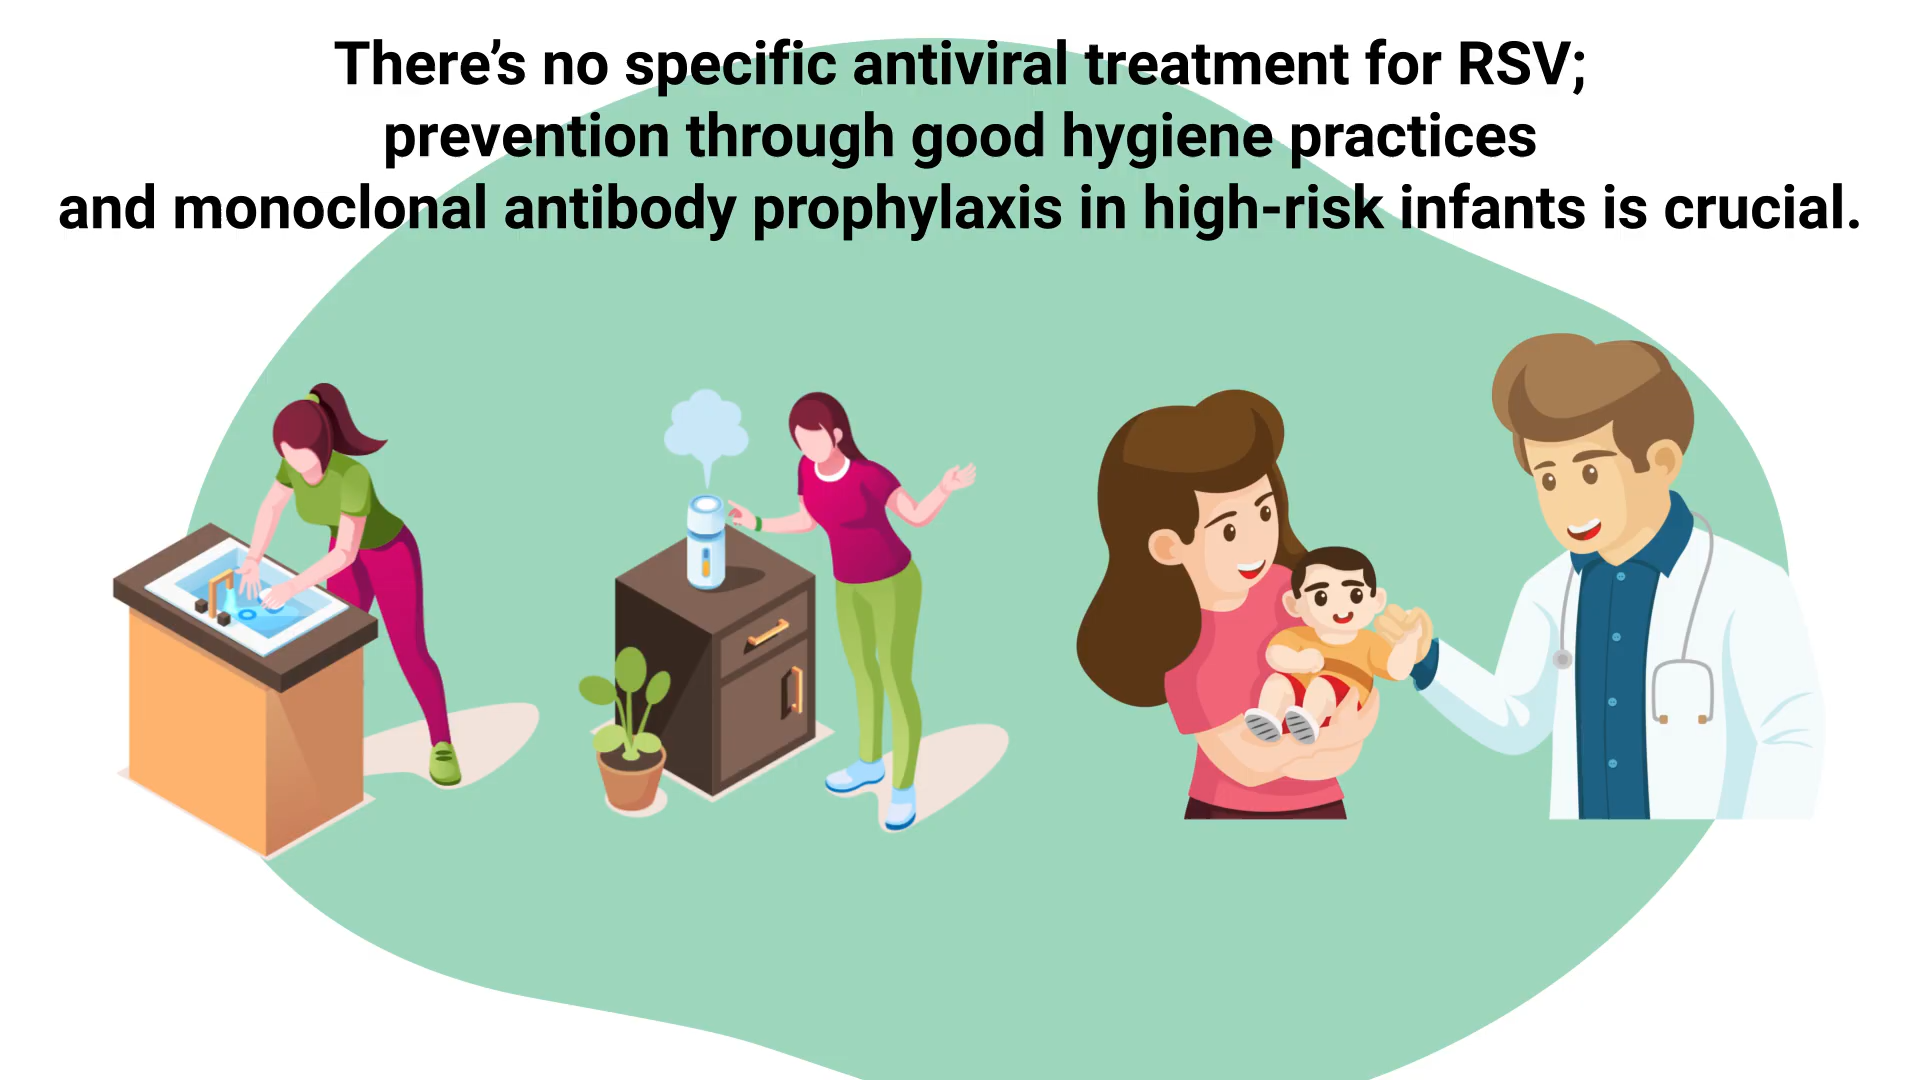 There’s no specific antiviral treatment for RSV;
prevention through good hygiene practices
and monoclonal antibody prophylaxis in high-risk infants is crucial.